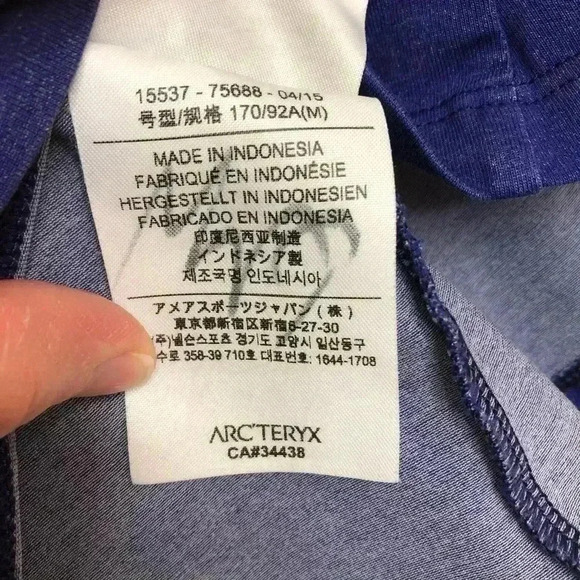 15537 - 75688 - 04/15
号型/规格 170/92A(M)
MADE IN INDONESIA
FABRIQUÉ EN INDONÉSIE
HERGESTELLT IN INDONESIEN
FABRICADO EN INDONESIA
印度尼西亚制造
インドネシア製
제조국명 인도네시아
アメアスポーツジャパン(株)
東京都新宿区新宿6-27-30
(주)넬슨스포츠 경기도 고양시 일산동구
수로 358-39 710호 대표번호: 1644-1708
ARC'TERYX
CA#34438